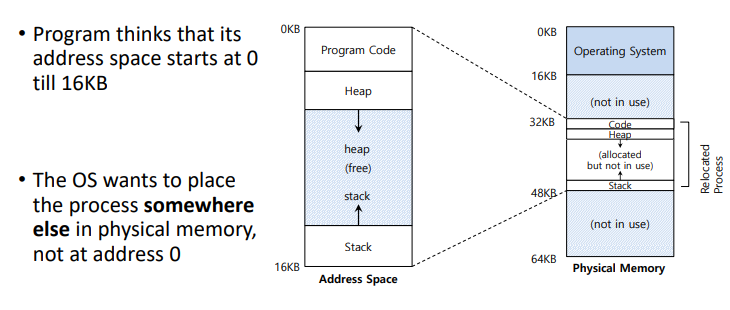 • Program thinks that its
address space starts at 0
till 16KB
• The OS wants to place
the process somewhere
else in physical memory,
not at address 0
0KB
Program Code
Heap
heap
(free)
stack
Stack
16KB
Address Space
0KB
Operating System
16KB
(not in use)
32KB
Code
Heap
(allocated
but not in use)
Stack
48KB
(not in use)
64KB
Physical Memory
Relocated
Process